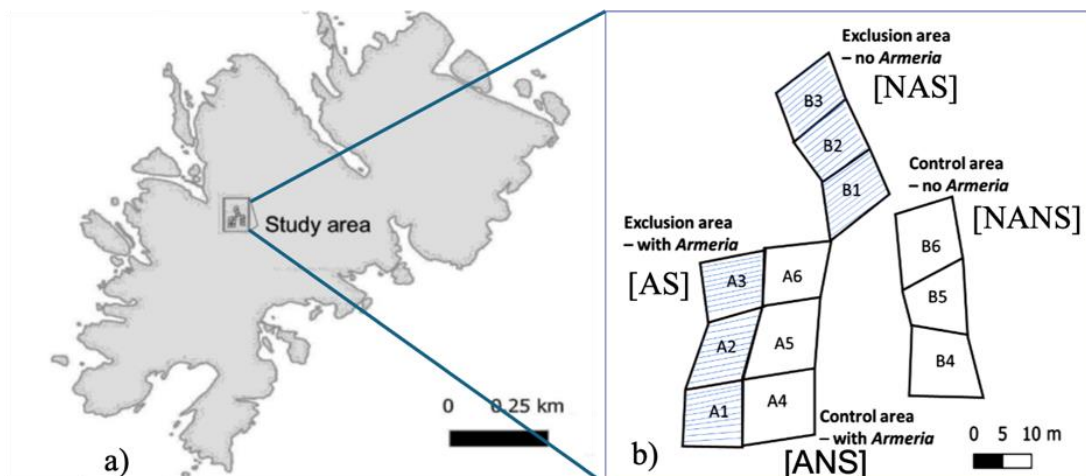 Study area
0 0.25 km
a)
Exclusion area
– no Armeria
[NAS]
B3
B2
B1
Control area
– no Armeria
[NANS]
B6
B5
B4
Exclusion area
– with Armeria
[AS]
A3
A6
A2
A5
A1
A4
Control area
– with Armeria
[ANS]
0 5 10 m
b)